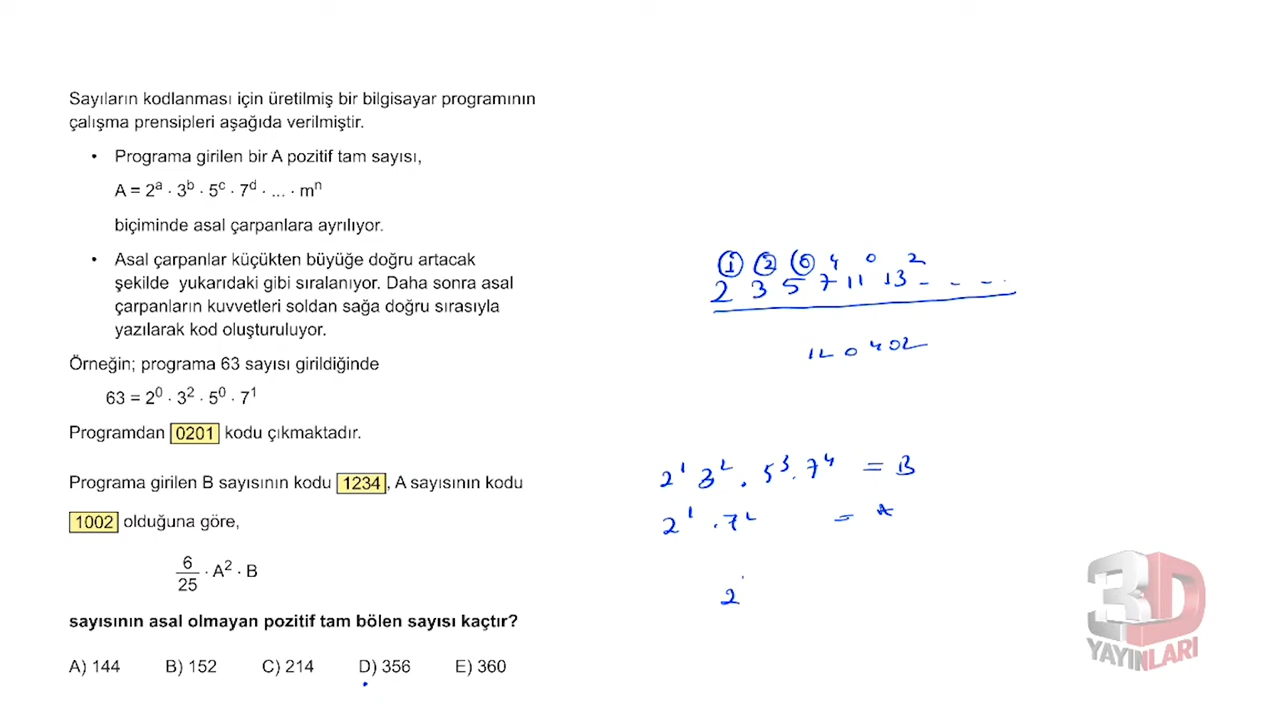 Sayıların kodlanması için üretilmiş bir bilgisayar programının
çalışma prensipleri aşağıda verilmiştir.
• Programa girilen bir A pozitif tam sayısı,
A = 2^a · 3^b · 5^c · 7^d · ... · m^n
biçiminde asal çarpanlara ayrılıyor.
• Asal çarpanlar küçükten büyüğe doğru artacak
şekilde yukarıdaki gibi sıralanıyor. Daha sonra asal
çarpanların kuvvetleri soldan sağa doğru sırasıyla
yazılarak kod oluşturuluyor.
Örneğin; programa 63 sayısı girildiğinde
63 = 2^0 · 3^2 · 5^0 · 7^1
Programdan 0201 kodu çıkmaktadır.
Programa girilen B sayısının kodu 1234, A sayısının kodu
1002 olduğuna göre,
6/25 · A^2 · B
sayısının asal olmayan pozitif tam bölen sayısı kaçtır?
A) 144 B) 152 C) 214 D) 356 E) 360
1 2 0 4 0 2
2 3 5 7 11 13 - - - -
120402
2^1 3^2 . 5^3 . 7^4 = B
2^1 . 7^2 = A
2
3D
YAYINLARI